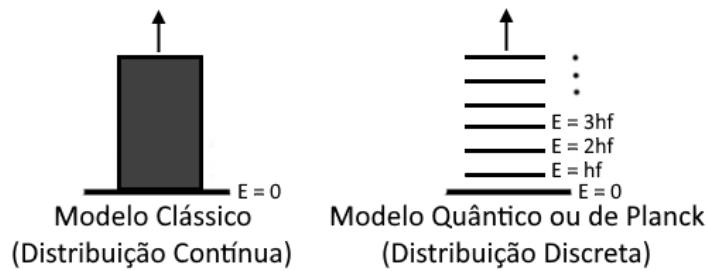 E = 0
Modelo Clássico
(Distribuição Contínua)
E = 3hf
E = 2hf
E = hf
E = 0
Modelo Quântico ou de Planck
(Distribuição Discreta)